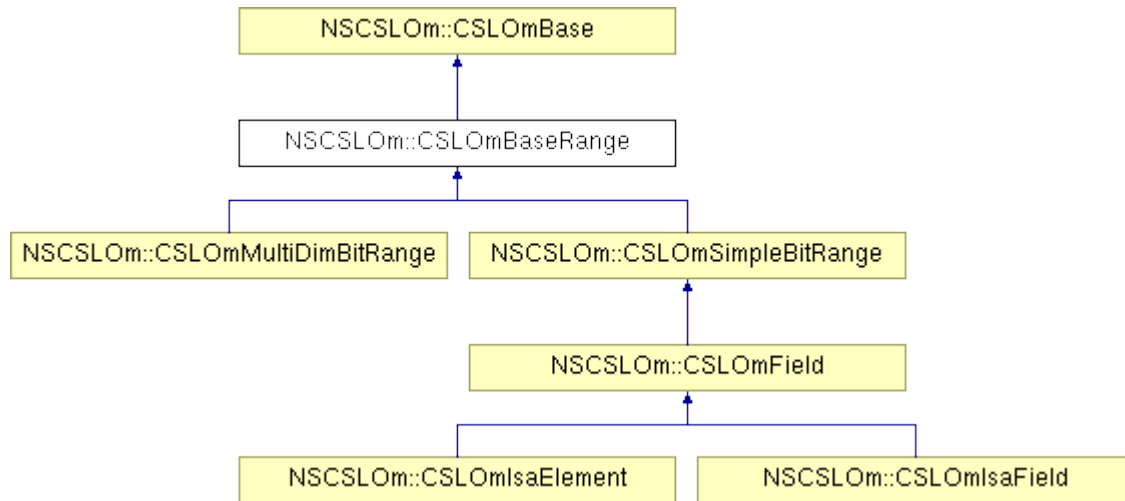 NSCSLOm::CSLOmBase
NSCSLOm::CSLOmBaseRange
NSCSLOm::CSLOmMultiDimBitRange
NSCSLOm::CSLOmSimpleBitRange
NSCSLOm::CSLOmField
NSCSLOm::CSLOmIsaElement
NSCSLOm::CSLOmIsaField